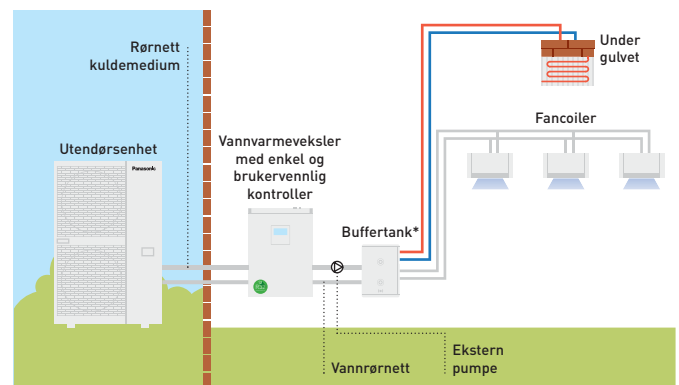 Rørnett
kuldemedium
Under
gulvet
Fancoiler
Utendørsenhet
Vannvarmeveksler
med enkel og
brukervennlig
kontroller
Panasonic
Buffertank*
Ekstern
pumpe
Vannrørnett